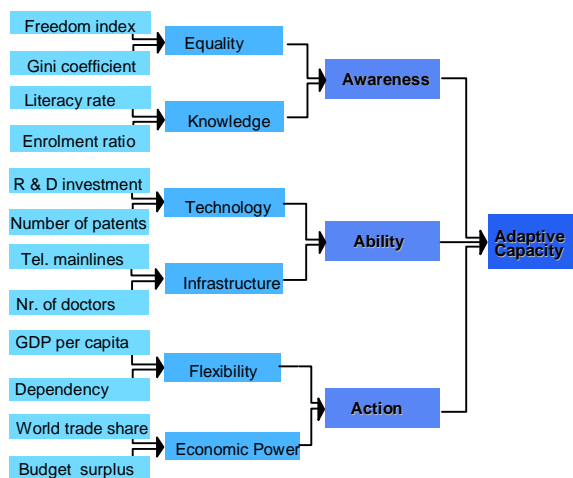 Freedom index
Gini coefficient
Literacy rate
Enrolment ratio
R & D investment
Number of patents
Tel. mainlines
Nr. of doctors
GDP per capita
Dependency
World trade share
Budget surplus
Equality
Knowledge
Technology
Infrastructure
Flexibility
Economic Power
Awareness
Ability
Action
Adaptive
Capacity